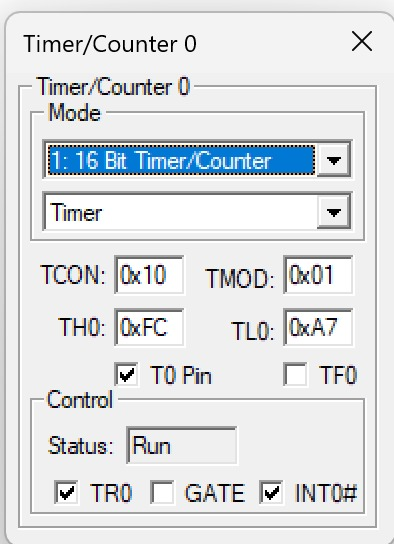 Timer/Counter 0
Timer/Counter 0
Mode
1: 16 Bit Timer/Counter
Timer
TCON: 0x10 TMOD: 0x01
TH0: 0xFC TL0: 0xA7
T0 Pin TF0
Control
Status: Run
TR0 GATE INT0#